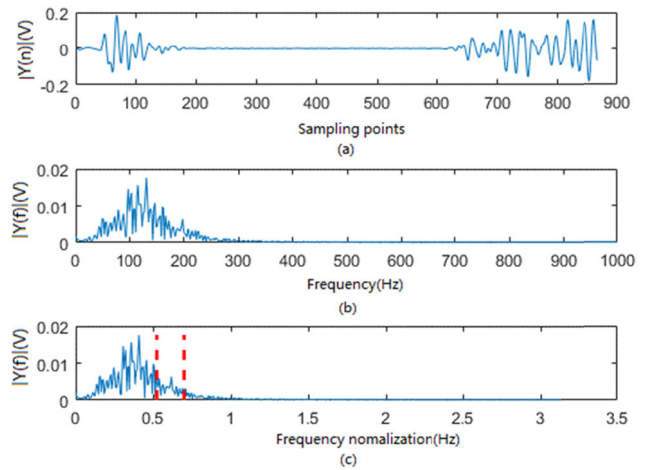 0.2
0
-0.2
|Y(n)|(V)
0 100 200 300 400 500 600 700 800 900
Sampling points
(a)
0.02
0.01
0
|Y(f)|(V)
0 100 200 300 400 500 600 700 800 900 1000
Frequency(Hz)
(b)
0.02
0.01
0
|Y(f)|(V)
0 0.5 1 1.5 2 2.5 3 3.5
Frequency nomalization(Hz)
(c)